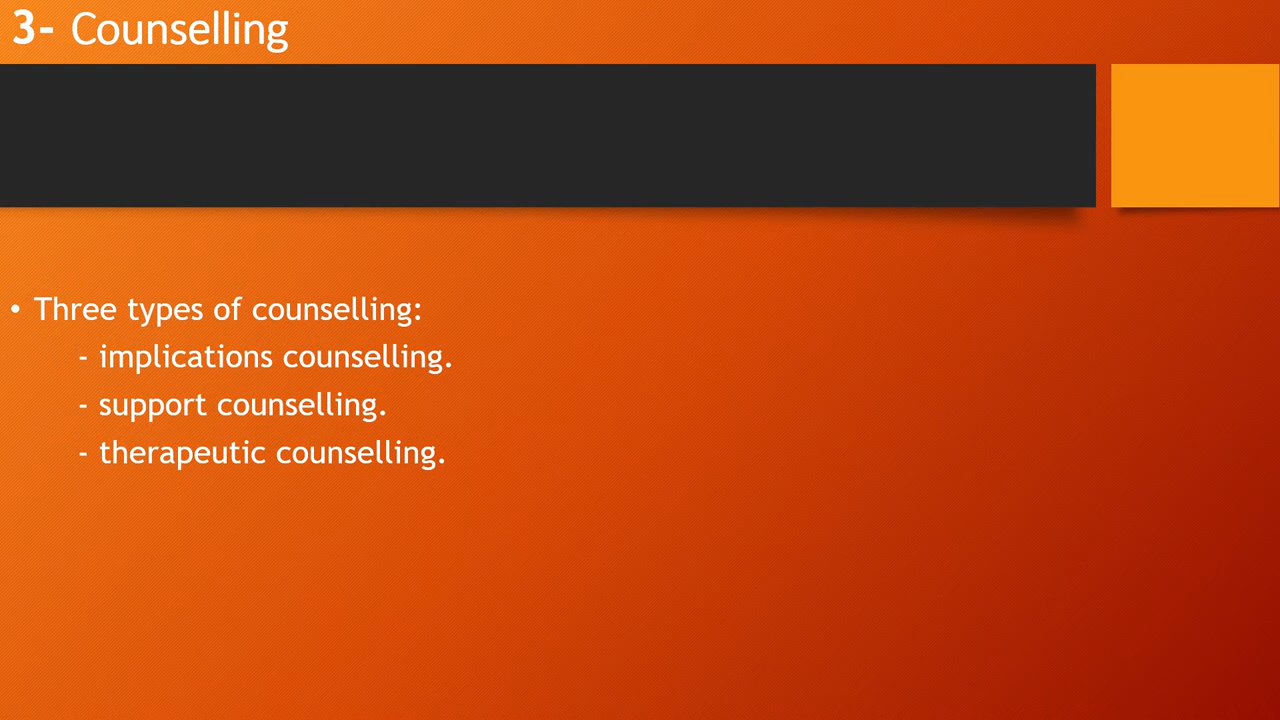 3- Counselling
• Three types of counselling:
- implications counselling.
- support counselling.
- therapeutic counselling.